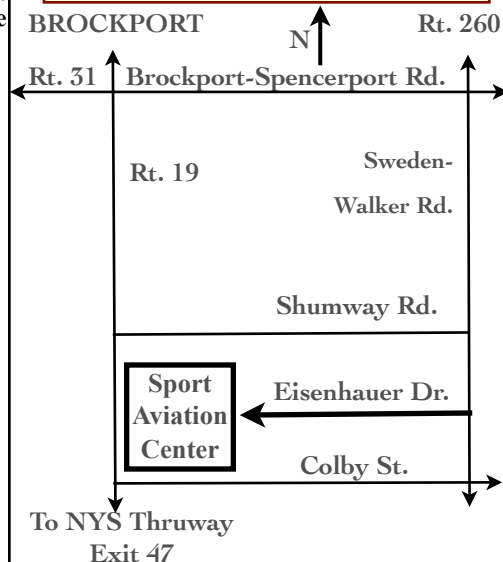 e
BROCKPORT
N
Rt. 260
Rt. 31
Brockport-Spencerport Rd.
Rt. 19
Sweden-
Walker Rd.
Shumway Rd.
Sport
Aviation
Center
Eisenhauer Dr.
Colby St.
To NYS Thruway
Exit 47